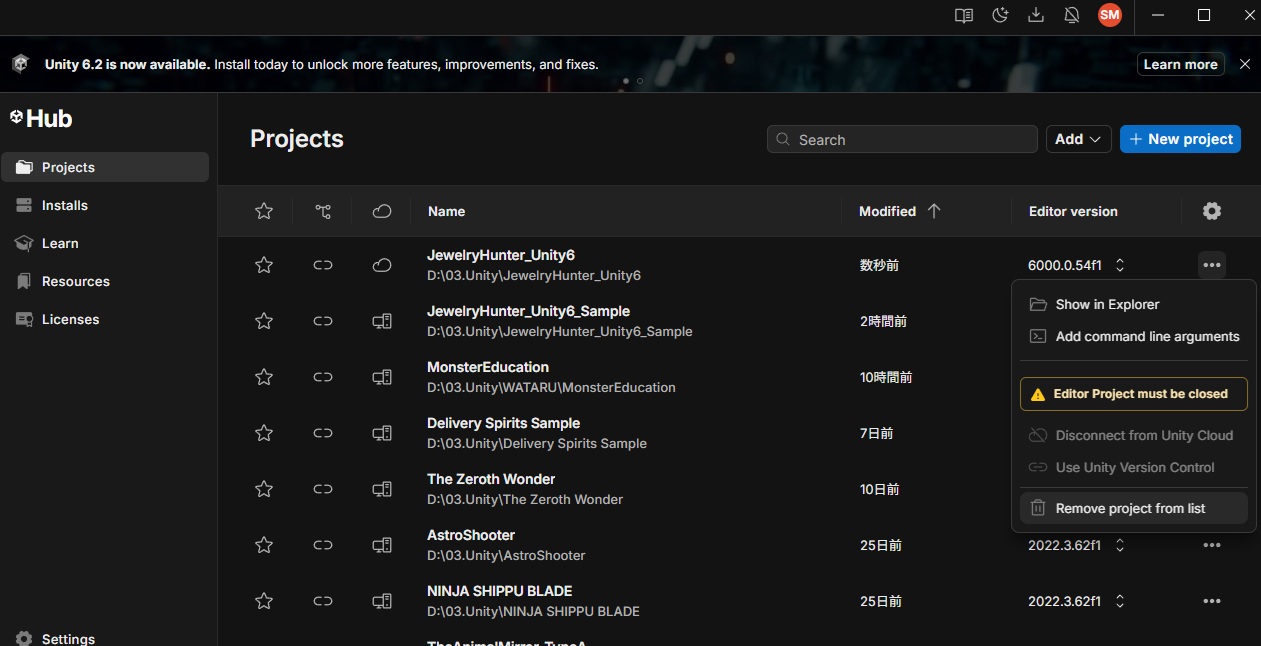 SM
Unity 6.2 is now available. Install today to unlock more features, improvements, and fixes.
Learn more
Hub
Projects
Installs
Learn
Resources
Licenses
Settings
Projects
Search
Add
+ New project
Name
Modified
Editor version
JewelryHunter_Unity6
D:\03.Unity\JewelryHunter_Unity6
数秒前
6000.0.54f1
JewelryHunter_Unity6_Sample
D:\03.Unity\JewelryHunter_Unity6_Sample
2時間前
MonsterEducation
D:\03.Unity\WATARU\MonsterEducation
10時間前
Delivery Spirits Sample
D:\03.Unity\Delivery Spirits Sample
7日前
The Zeroth Wonder
D:\03.Unity\The Zeroth Wonder
10日前
AstroShooter
D:\03.Unity\AstroShooter
25日前
2022.3.62f1
NINJA SHIPPU BLADE
D:\03.Unity\NINJA SHIPPU BLADE
25日前
2022.3.62f1
Show in Explorer
Add command line arguments
Editor Project must be closed
Disconnect from Unity Cloud
Use Unity Version Control
Remove project from list